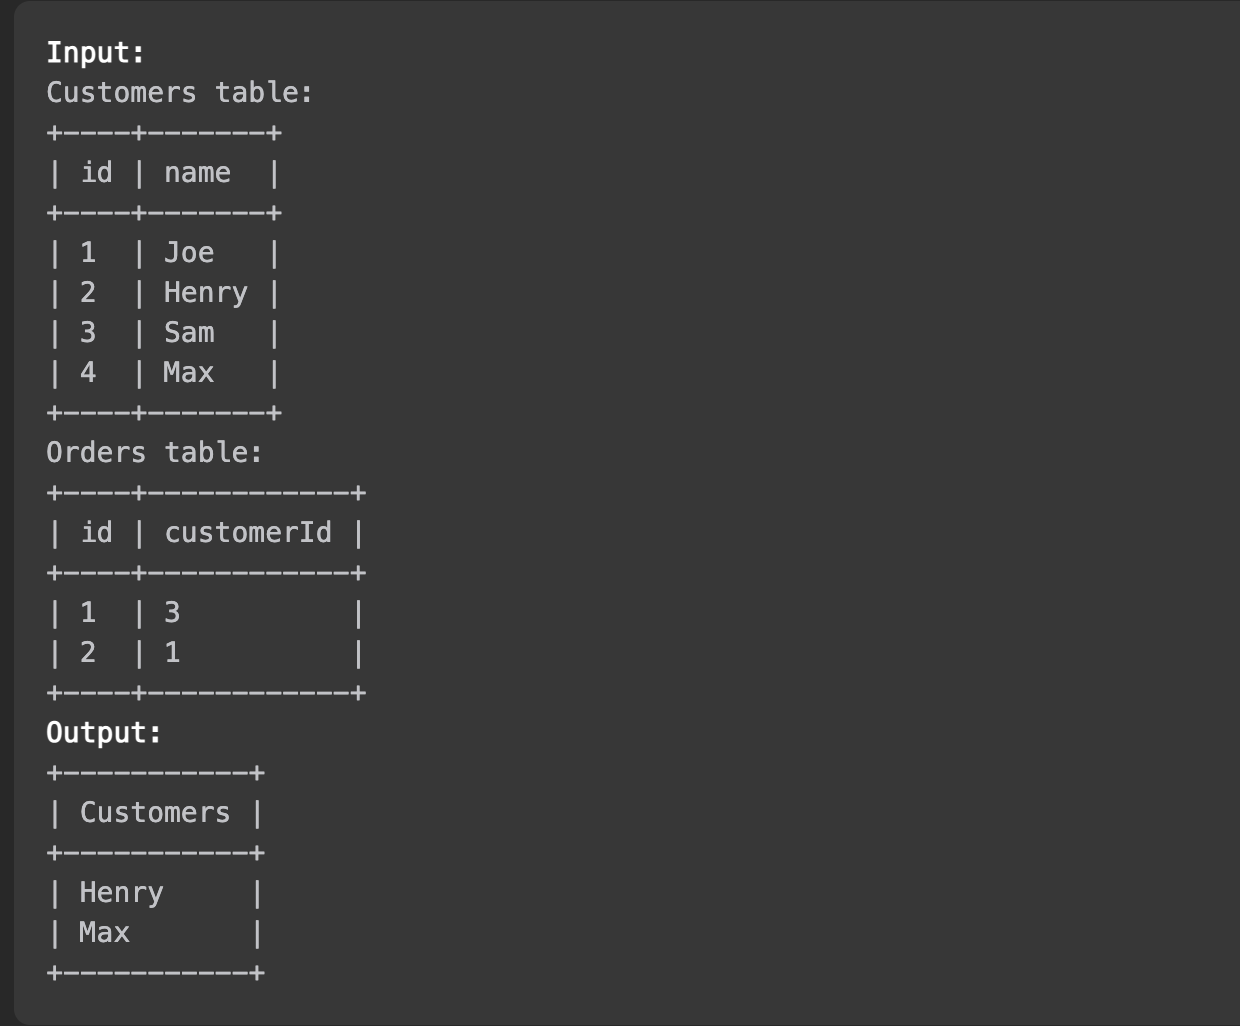 Input:
Customers table:
+----+-------+
| id | name  |
+----+-------+
| 1  | Joe   |
| 2  | Henry |
| 3  | Sam   |
| 4  | Max   |
+----+-------+
Orders table:
+----+------------+
| id | customerId |
+----+------------+
| 1  | 3          |
| 2  | 1          |
+----+------------+
Output:
+-----------+
| Customers |
+-----------+
| Henry     |
| Max       |
+-----------+